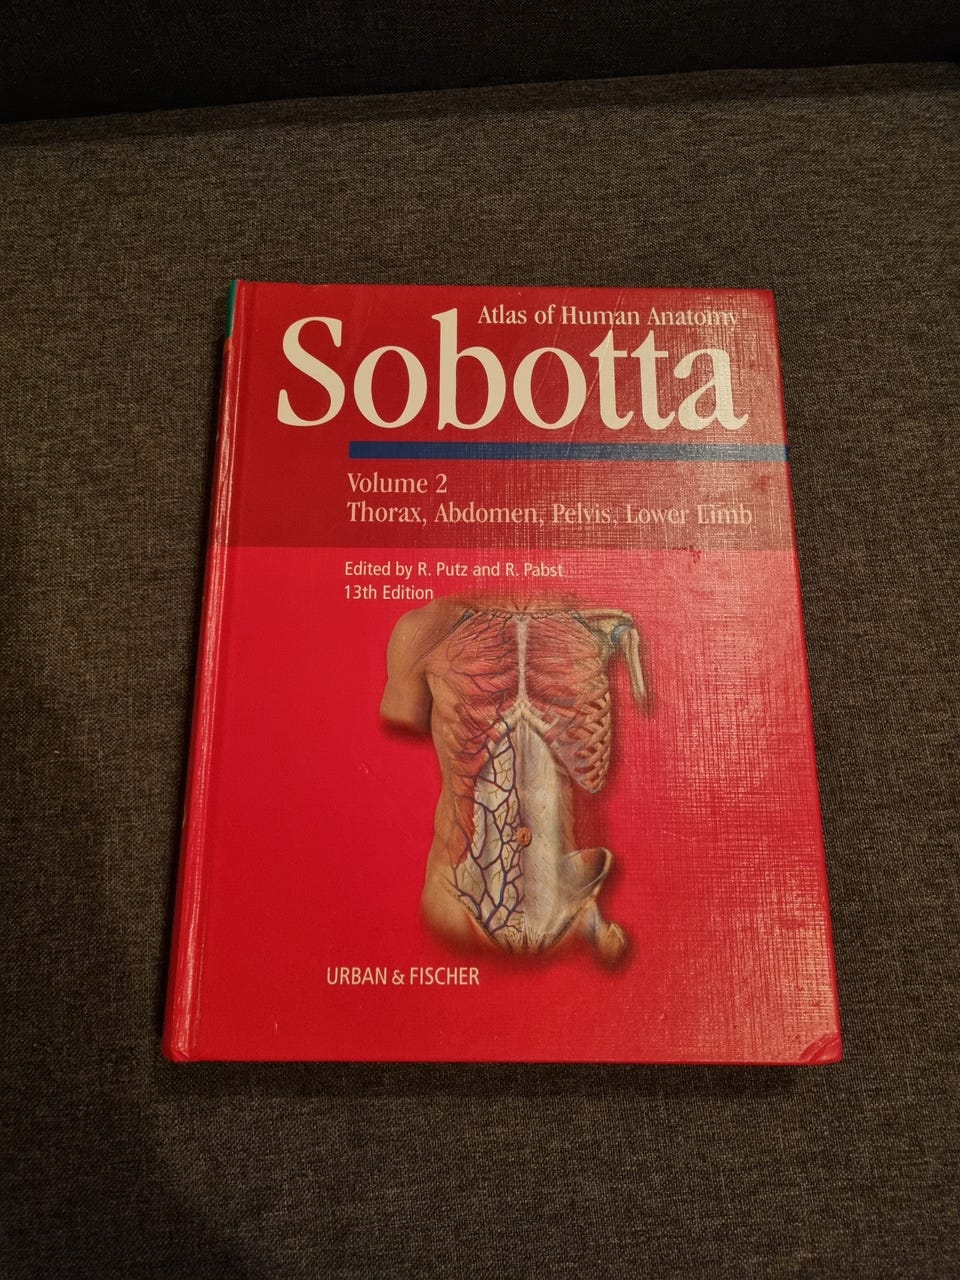 Atlas of Human Anatomy
Sobotta
Volume 2
Thorax, Abdomen, Pelvis, Lower Limb
Edited by R. Putz and R. Pabst
13th Edition
URBAN & FISCHER